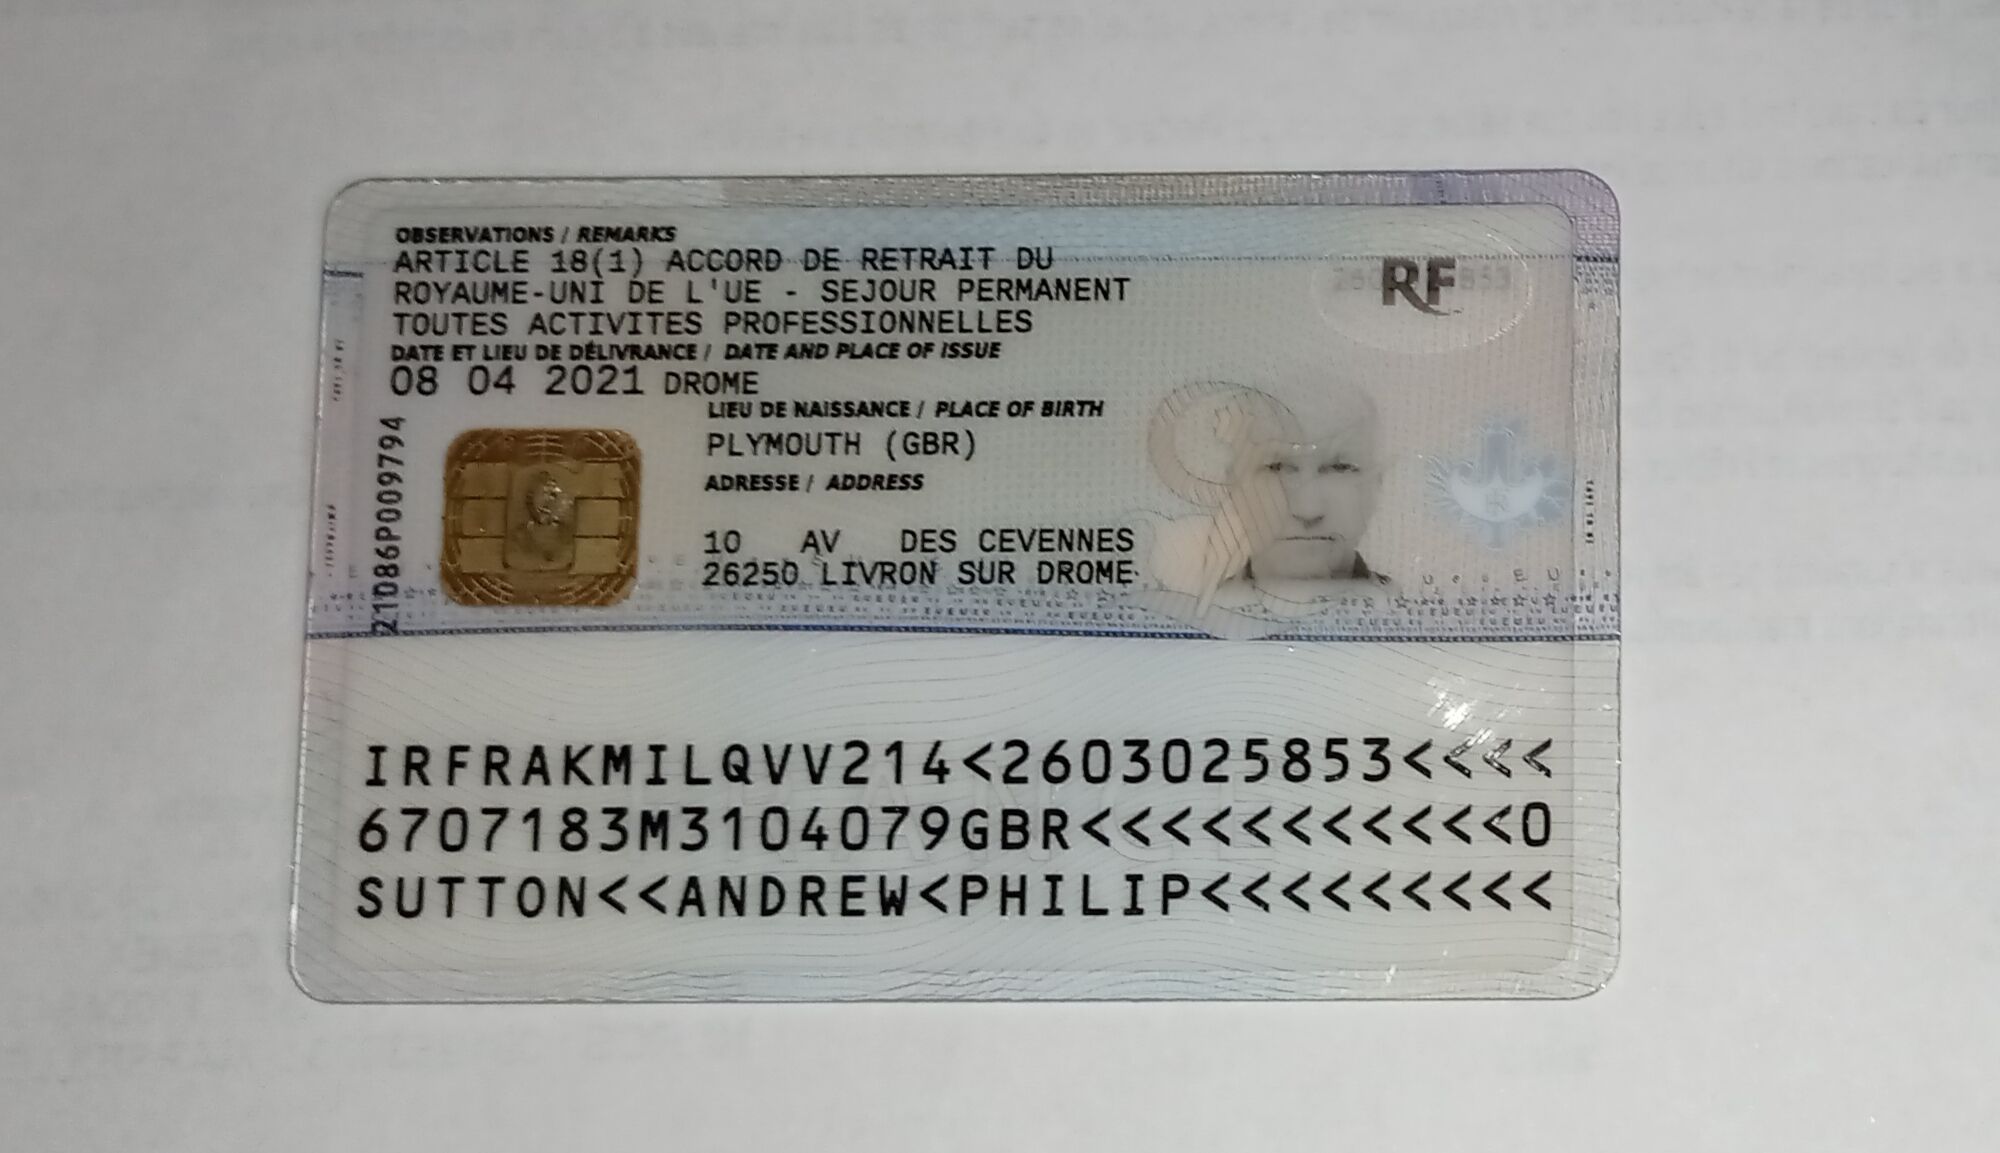 OBSERVATIONS / REMARKS
ARTICLE 18(1) ACCORD DE RETRAIT DU
ROYAUME-UNI DE L'UE - SEJOUR PERMANENT
TOUTES ACTIVITES PROFESSIONNELLES
DATE ET LIEU DE DÉLIVRANCE / DATE AND PLACE OF ISSUE
08 04 2021 DROME
LIEU DE NAISSANCE / PLACE OF BIRTH
PLYMOUTH (GBR)
ADRESSE / ADDRESS
10 AV DES CEVENNES
26250 LIVRON SUR DROME
21D86P009794
RF
IRFRAKMILQVV214<2603025853<<<<
6707183M3104079GBR<<<<<<<<<<<0
SUTTON<<ANDREW<PHILIP<<<<<<<<<